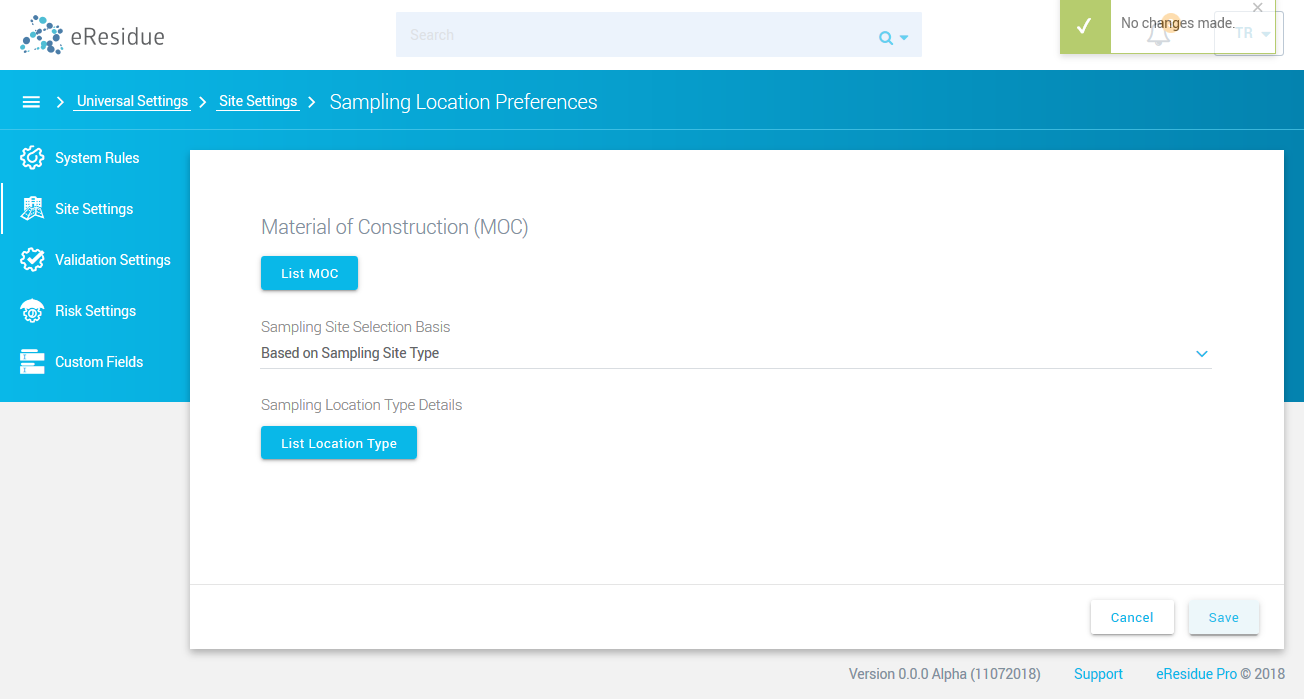 eResidue
Search
No changes made.
TR
Universal Settings
Site Settings
Sampling Location Preferences
System Rules
Site Settings
Validation Settings
Risk Settings
Custom Fields
Material of Construction (MOC)
List MOC
Sampling Site Selection Basis
Based on Sampling Site Type
Sampling Location Type Details
List Location Type
Cancel
Save
Version 0.0.0 Alpha (11072018)
Support
eResidue Pro © 2018